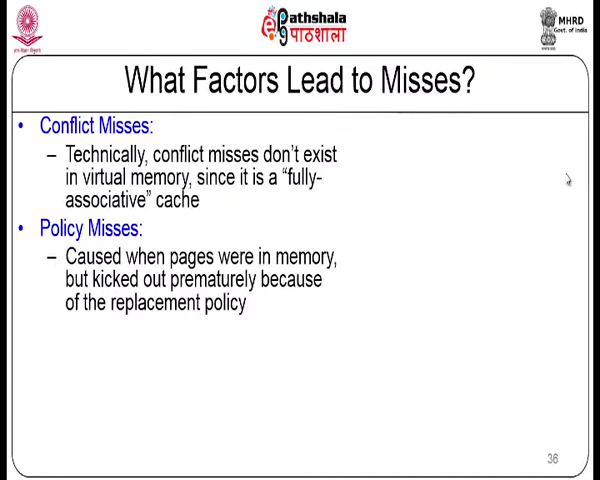 Pathshala
पाठशाला
MHRD
Govt. of India
What Factors Lead to Misses?
• Conflict Misses:
– Technically, conflict misses don't exist
in virtual memory, since it is a “fully-
associative” cache
• Policy Misses:
– Caused when pages were in memory,
but kicked out prematurely because
of the replacement policy
36